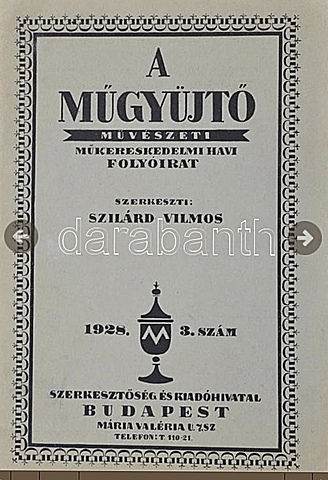 A
MŰGYÜJTŐ
MŰVÉSZETI
MŰKERESKEDELMI HAVI
FOLYÓIRAT
SZERKESZTI:
SZILÁRD VILMOS
darabanth
1928. 3. SZÁM
M
SZERKESZTŐSÉG ÉS KIADÓHIVATAL
BUDAPEST
MÁRIA VALÉRIA U. 7. SZ
TELEFON: T. 110-21.